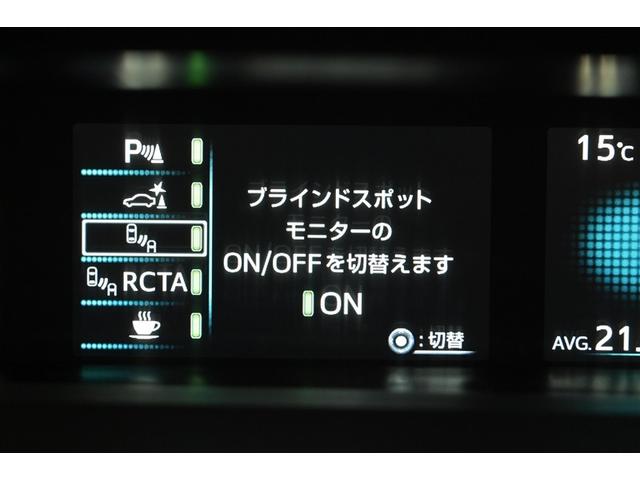 P
RCTA
ブラインドスポット
モニターの
ON/OFFを切替えます
ON
:切替
15℃
AVG.21.